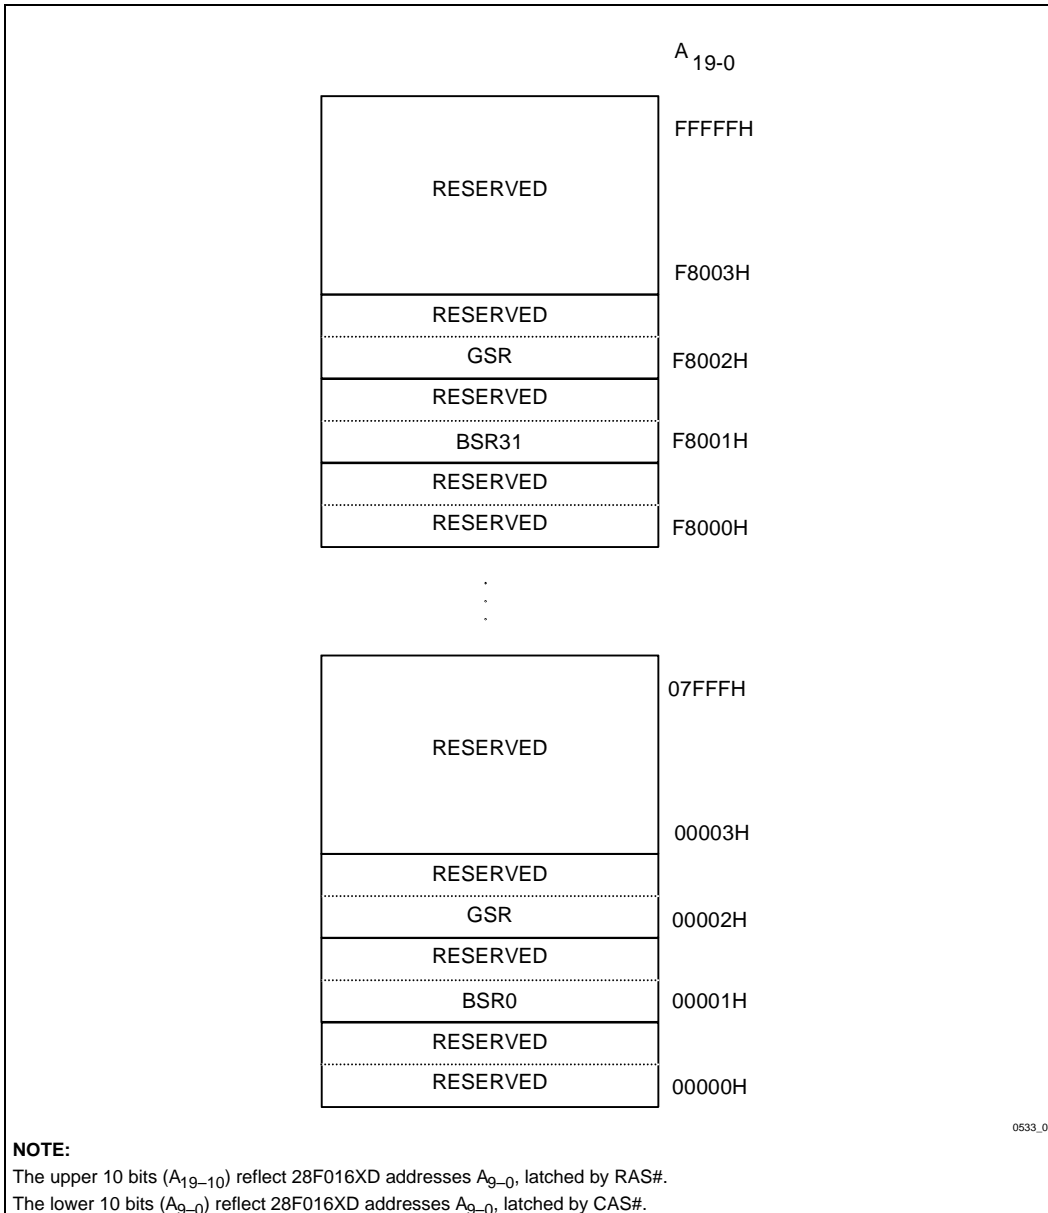 A 19-0
FFFFFH
RESERVED
F8003H
RESERVED
GSR F8002H
RESERVED
BSR31 F8001H
RESERVED
RESERVED F8000H
07FFFH
RESERVED
00003H
RESERVED
GSR 00002H
RESERVED
BSR0 00001H
RESERVED
RESERVED 00000H
0533_0
NOTE:
The upper 10 bits (A19–10) reflect 28F016XD addresses A9–0, latched by RAS#.
The lower 10 bits (A9–0) reflect 28F016XD addresses A9–0, latched by CAS#.